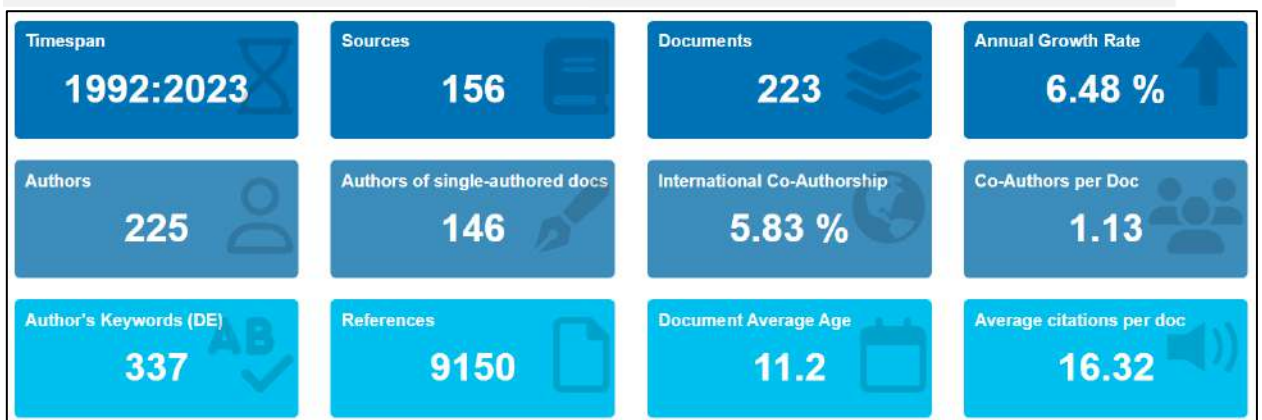 Timespan
1992:2023
Sources
156
Documents
223
Annual Growth Rate
6.48 %
Authors
225
Authors of single-authored docs
146
International Co-Authorship
5.83 %
Co-Authors per Doc
1.13
Author's Keywords (DE)
AB
337
References
9150
Document Average Age
11.2
Average citations per doc
16.32